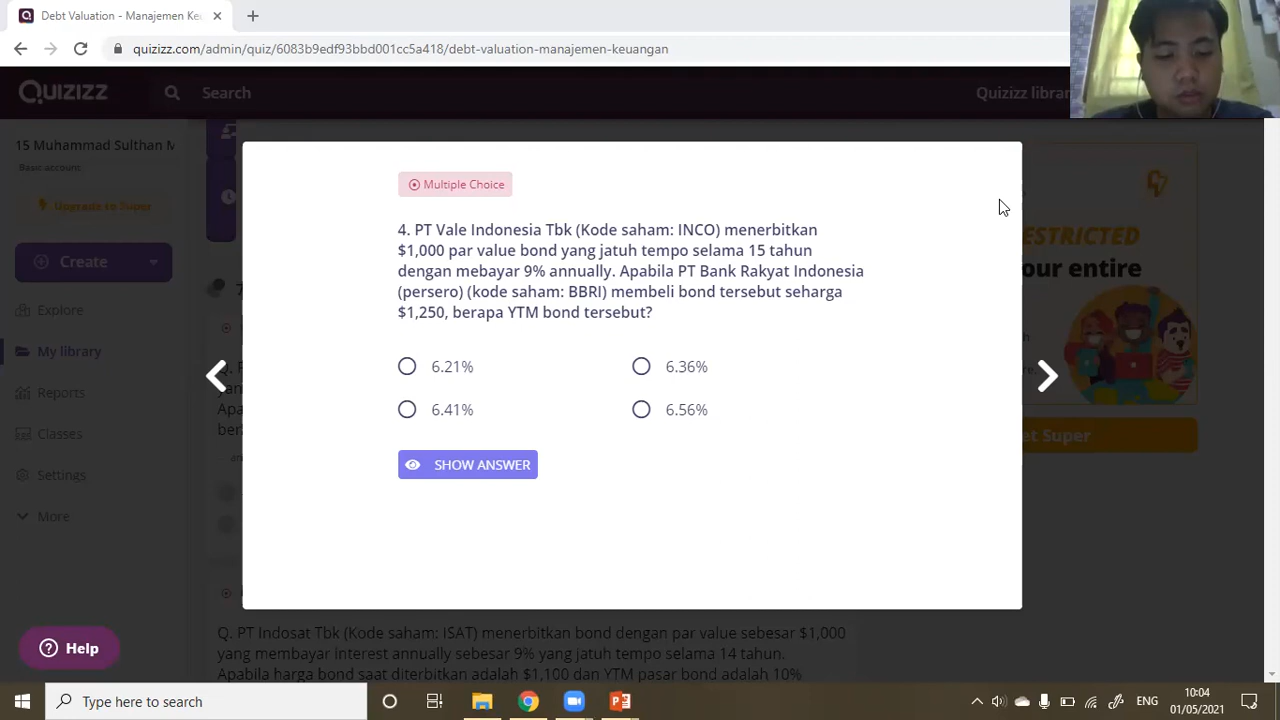 Debt Valuation - Manajemen Keu
quizizz.com/admin/quiz/6083b9edf93bbd001cc5a418/debt-valuation-manajemen-keuangan
QUIZIZZ
Search
Quizizz librar
15 Muhammad Sulthan M
Basic account
Upgrade to Super
Create
Explore
My library
Reports
Classes
Settings
More
Help
Multiple Choice
4. PT Vale Indonesia Tbk (Kode saham: INCO) menerbitkan
$1,000 par value bond yang jatuh tempo selama 15 tahun
dengan mebayar 9% annually. Apabila PT Bank Rakyat Indonesia
(persero) (kode saham: BBRI) membeli bond tersebut seharga
$1,250, berapa YTM bond tersebut?
6.21%
6.36%
6.41%
6.56%
SHOW ANSWER
ESTRICTED
our entire
et Super
Q. PT Indosat Tbk (Kode saham: ISAT) menerbitkan bond dengan par value sebesar $1,000
yang membayar interest annually sebesar 9% yang jatuh tempo selama 14 tahun.
Apabila harga bond saat diterbitkan adalah $1,100 dan YTM pasar bond adalah 10%
Type here to search
ENG
10:04
01/05/2021